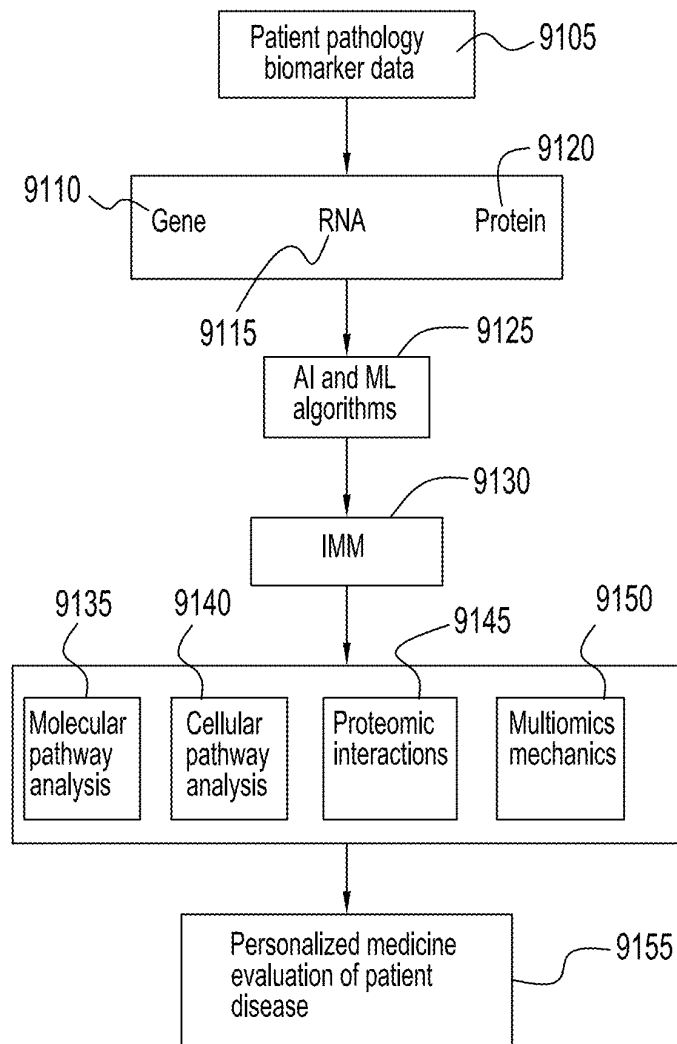 Patient pathology
biomarker data
9105
9120
9110
Gene
RNA
Protein
9115
9125
AI and ML
algorithms
9130
IMM
9135
9140
9145
9150
Molecular
pathway
analysis
Cellular
pathway
analysis
Proteomic
interactions
Multiomics
mechanics
Personalized medicine
evaluation of patient
disease
9155